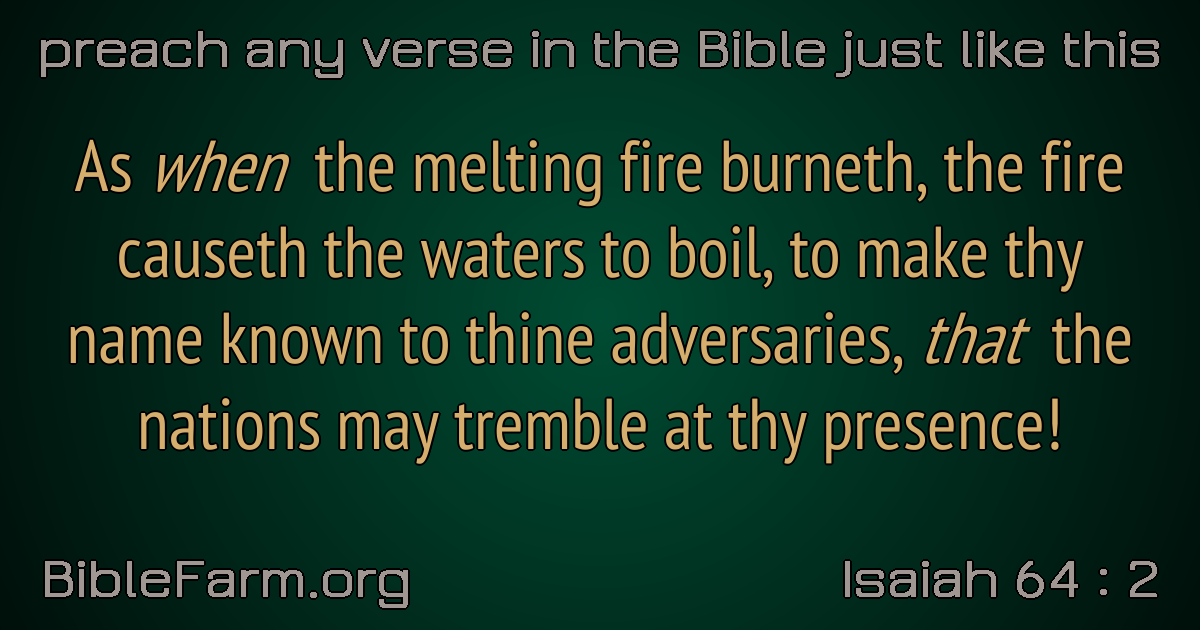 preach any verse in the Bible just like this
As when the melting fire burneth, the fire
causeth the waters to boil, to make thy
name known to thine adversaries, that the
nations may tremble at thy presence!
BibleFarm.org
Isaiah 64 : 2